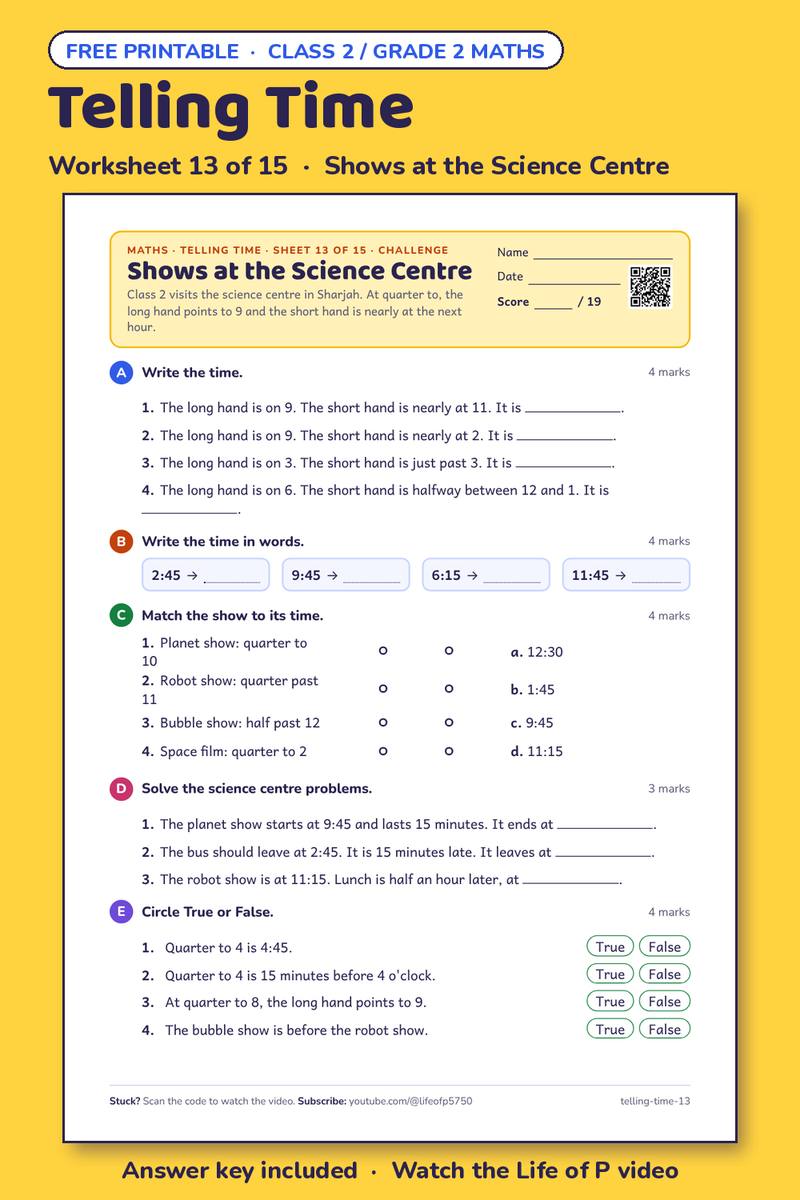 FREE PRINTABLE · CLASS 2 / GRADE 2 MATHS
Telling Time
Worksheet 13 of 15 · Shows at the Science Centre
MATHS · TELLING TIME · SHEET 13 OF 15 · CHALLENGE
Shows at the Science Centre
Class 2 visits the science centre in Sharjah. At quarter to, the
long hand points to 9 and the short hand is nearly at the next
hour.
Name ____
Date ____
Score ____ / 19
A Write the time. 4 marks
1. The long hand is on 9. The short hand is nearly at 11. It is ____.
2. The long hand is on 9. The short hand is nearly at 2. It is ____.
3. The long hand is on 3. The short hand is just past 3. It is ____.
4. The long hand is on 6. The short hand is halfway between 12 and 1. It is
____.
B Write the time in words. 4 marks
2:45 → ____ 9:45 → ____ 6:15 → ____ 11:45 → ____
C Match the show to its time. 4 marks
1. Planet show: quarter to
10
a. 12:30
2. Robot show: quarter past
11
b. 1:45
3. Bubble show: half past 12 c. 9:45
4. Space film: quarter to 2 d. 11:15
D Solve the science centre problems. 3 marks
1. The planet show starts at 9:45 and lasts 15 minutes. It ends at ____.
2. The bus should leave at 2:45. It is 15 minutes late. It leaves at ____.
3. The robot show is at 11:15. Lunch is half an hour later, at ____.
E Circle True or False. 4 marks
1. Quarter to 4 is 4:45. True False
2. Quarter to 4 is 15 minutes before 4 o'clock. True False
3. At quarter to 8, the long hand points to 9. True False
4. The bubble show is before the robot show. True False
Stuck? Scan the code to watch the video. Subscribe: youtube.com/@lifeofp5750 telling-time-13
Answer key included · Watch the Life of P video